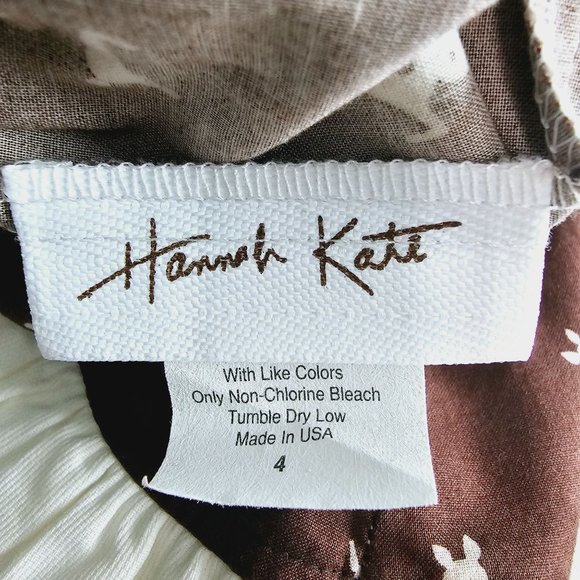 Hannah Kate
With Like Colors
Only Non-Chlorine Bleach
Tumble Dry Low
Made In USA
4